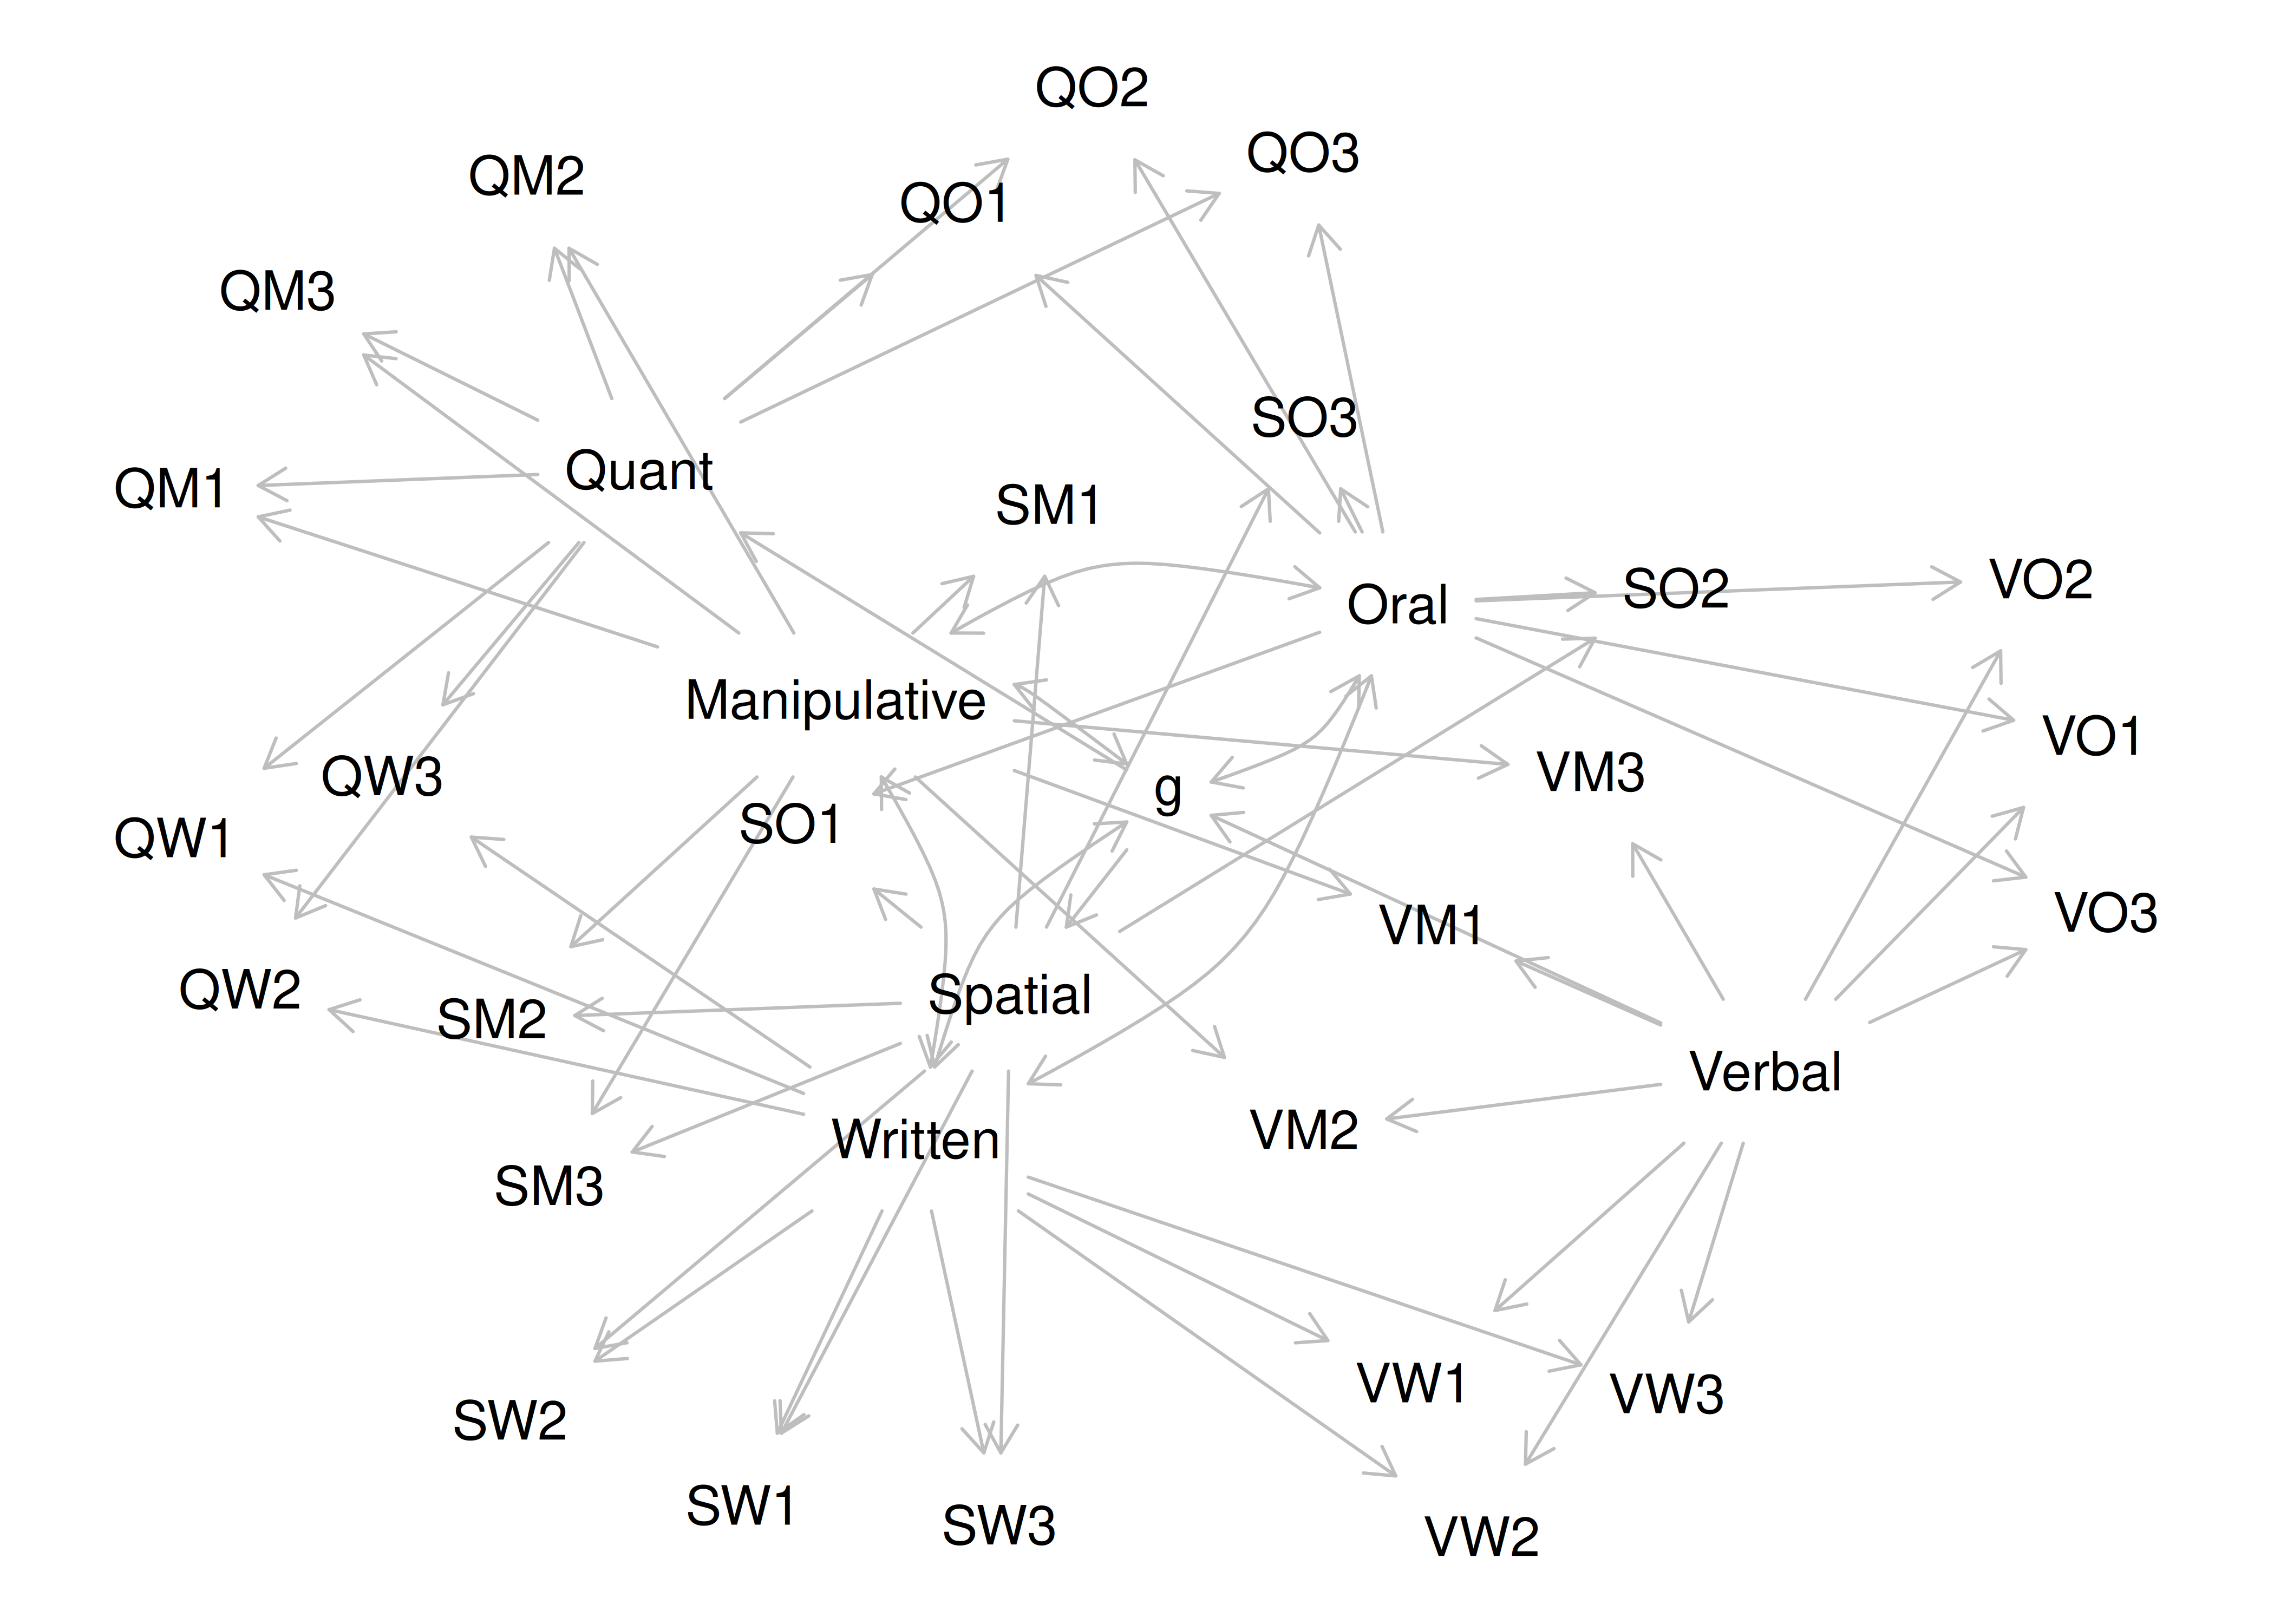 QO2
QO3
QM2
QO1
QM3
SO3
Quant
QM1
SM1
VO2
SO2
Oral
Manipulative
VO1
VM3
QW3
g
SO1
QW1
VO3
VM1
QW2
Spatial
SM2
Verbal
VM2
Written
SM3
VW1
VW3
SW2
SW1
SW3
VW2